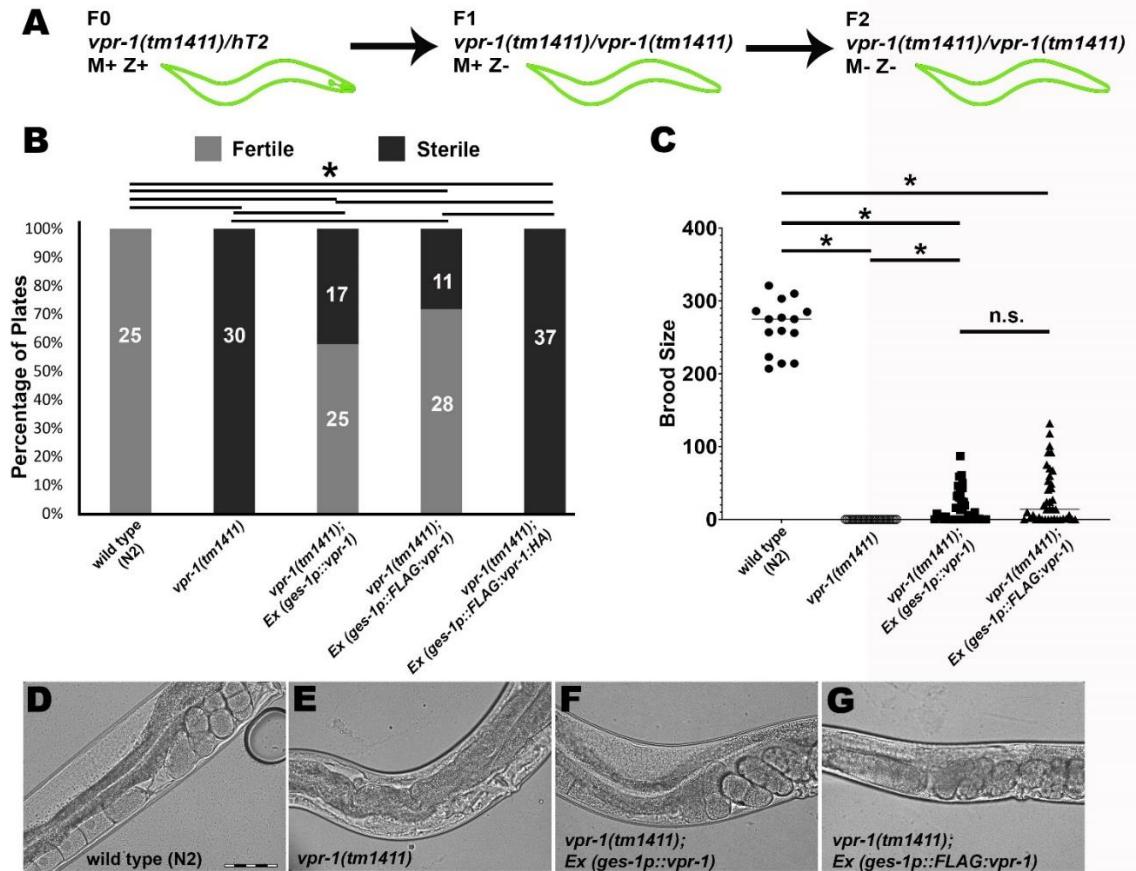 A
F0
vpr-1(tm1411)/hT2
M+ Z+
F1
vpr-1(tm1411)/vpr-1(tm1411)
M+ Z-
F2
vpr-1(tm1411)/vpr-1(tm1411)
M- Z-
B
Fertile
Sterile
*
Percentage of Plates
100%
90%
80%
70%
60%
50%
40%
30%
20%
10%
0%
25
30
17
25
11
28
37
wild type
(N2)
vpr-1(tm1411)
vpr-1(tm1411);
Ex (ges-1p::vpr-1)
vpr-1(tm1411);
Ex (ges-1p::FLAG:vpr-1)
vpr-1(tm1411);
Ex (ges-1p::FLAG:vpr-1:HA)
C
*
*
* *
n.s.
Brood Size
400
300
200
100
0
wild type
(N2)
vpr-1(tm1411)
vpr-1(tm1411);
Ex (ges-1p::vpr-1)
vpr-1(tm1411);
Ex (ges-1p::FLAG:vpr-1)
D
wild type (N2)
E
vpr-1(tm1411)
F
vpr-1(tm1411);
Ex (ges-1p::vpr-1)
G
vpr-1(tm1411);
Ex (ges-1p::FLAG:vpr-1)